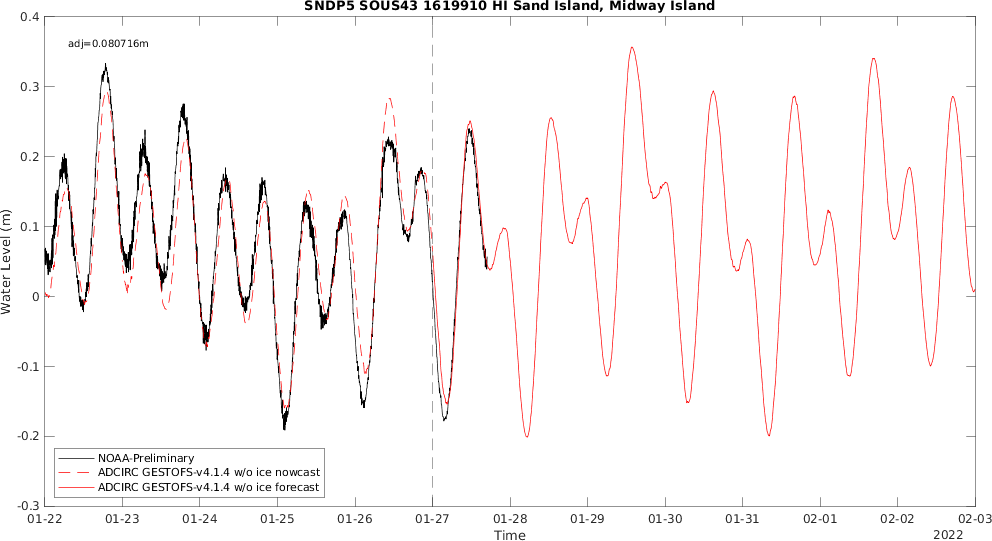 SNDP5 SOUS43 1619910 HI Sand Island, Midway Island
adj=0.080716m
0.4
0.3
0.2
0.1
0
-0.1
-0.2
-0.3
Water Level (m)
NOAA-Preliminary
ADCIRC GESTOFS-v4.1.4 w/o ice nowcast
ADCIRC GESTOFS-v4.1.4 w/o ice forecast
01-22 01-23 01-24 01-25 01-26 01-27 01-28 01-29 01-30 01-31 02-01 02-02 02-03
Time
2022